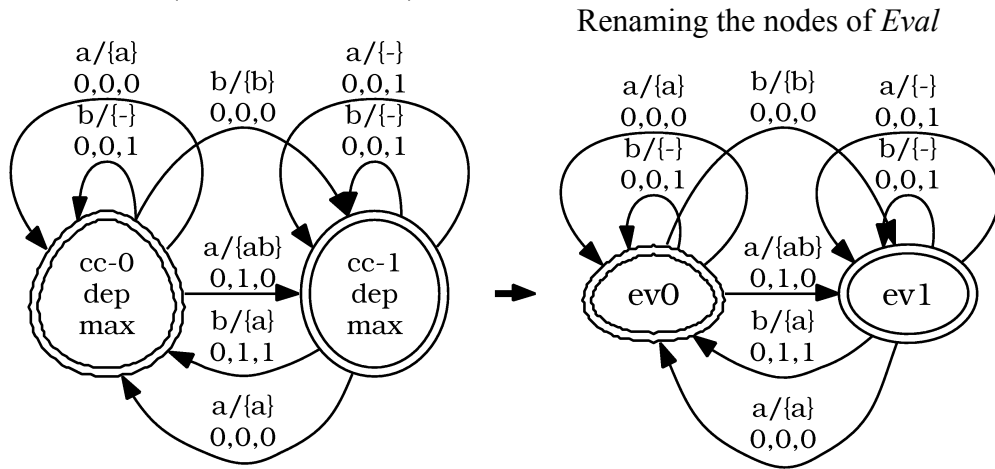 Renaming the nodes of Eval
a/{a}
0,0,0
b/{-}
0,0,1
b/{b}
0,0,0
a/{-}
0,0,1
b/{-}
0,0,1
cc-0
dep
max
a/{ab}
0,1,0
b/{a}
0,1,1
a/{a}
0,0,0
cc-1
dep
max
a/{a}
0,0,0
b/{-}
0,0,1
b/{b}
0,0,0
a/{-}
0,0,1
b/{-}
0,0,1
ev0
a/{ab}
0,1,0
b/{a}
0,1,1
a/{a}
0,0,0
ev1